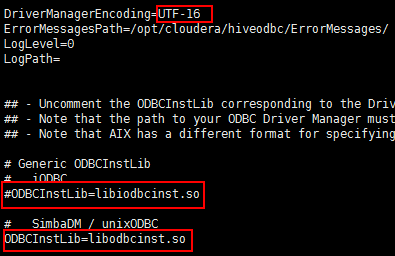 DriverManagerEncoding=UTF-16
ErrorMessagesPath=/opt/cloudera/hiveodbc/ErrorMessages/
LogLevel=0
LogPath=
## - Uncomment the ODBCInstLib corresponding to the Driv
## - Note that the path to your ODBC Driver Manager must
## - Note that AIX has a different format for specifying
# Generic ODBCInstLib
#   iODBC
#ODBCInstLib=libiodbcinst.so
#   SimbaDM / unixODBC
ODBCInstLib=libodbcinst.so